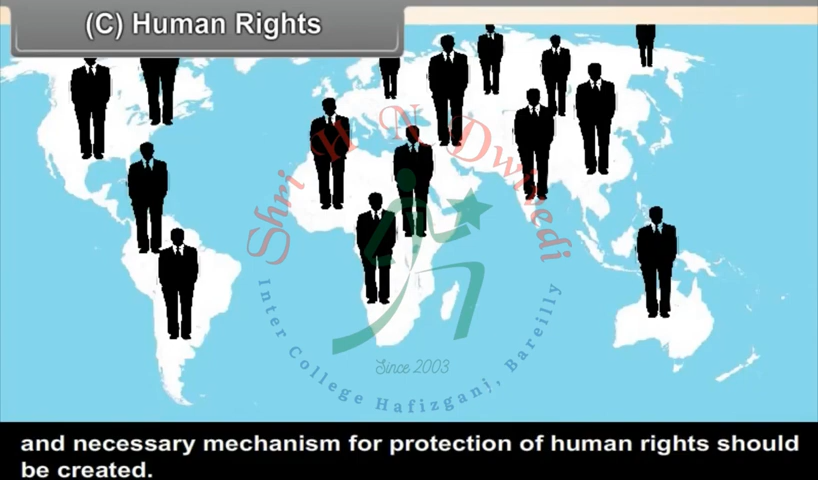 (C) Human Rights
Shri H N Dwivedi
Since 2003
Inter College Hafizganj, Bareilly
and necessary mechanism for protection of human rights should
be created.